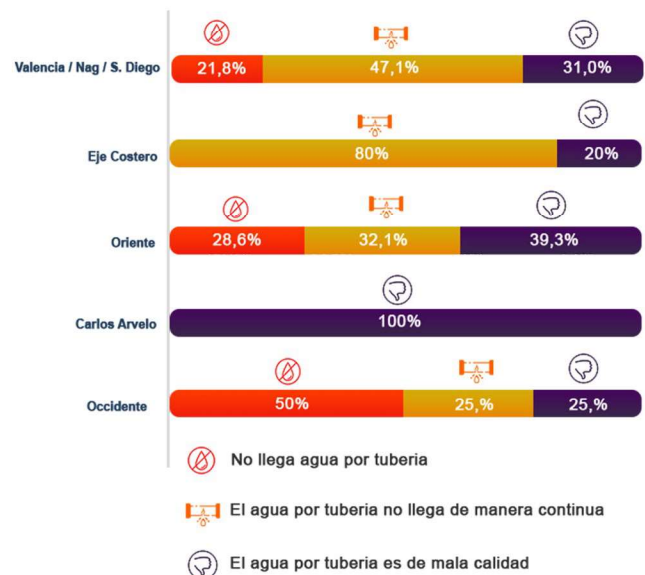 Valencia / Nag / S. Diego
21,8% 47,1% 31,0%
Eje Costero
80% 20%
Oriente
28,6% 32,1% 39,3%
Carlos Arvelo
100%
Occidente
50% 25,% 25,%
No llega agua por tuberia
El agua por tuberia no llega de manera continua
El agua por tuberia es de mala calidad